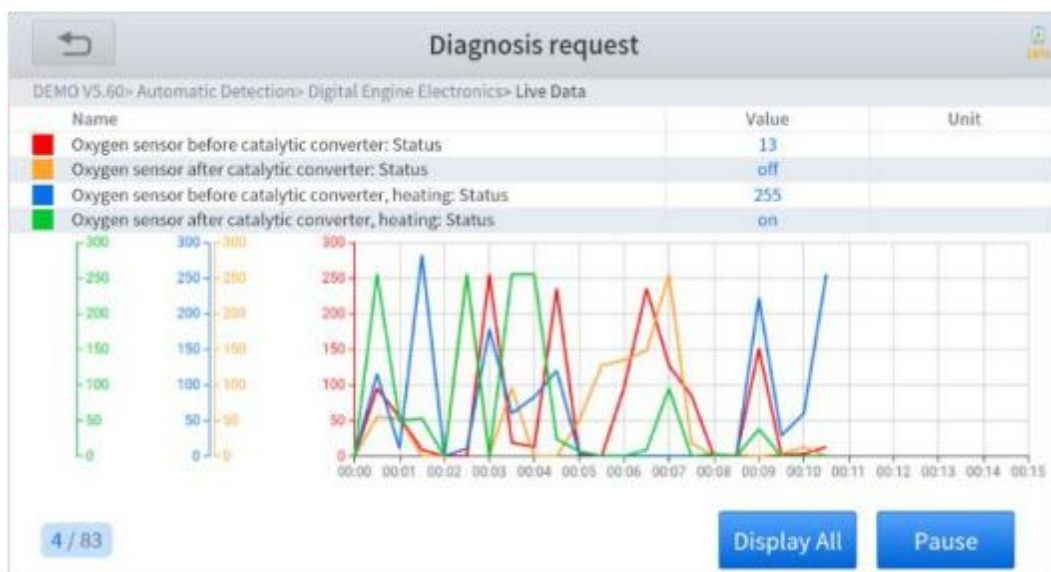 Diagnosis request
DEMO V5.60> Automatic Detection> Digital Engine Electronics> Live Data
Name Value Unit
Oxygen sensor before catalytic converter: Status 13
Oxygen sensor after catalytic converter: Status off
Oxygen sensor before catalytic converter, heating: Status 255
Oxygen sensor after catalytic converter, heating: Status on
300 300 300 300
250 250 250 250
200 200 200 200
150 150 150 150
100 100 100 100
50 50 50 50
0 0 0 0
00:00 00:01 00:02 00:03 00:04 00:05 00:06 00:07 00:08 00:09 00:10 00:11 00:12 00:13 00:14 00:15
4 / 83
Display All
Pause